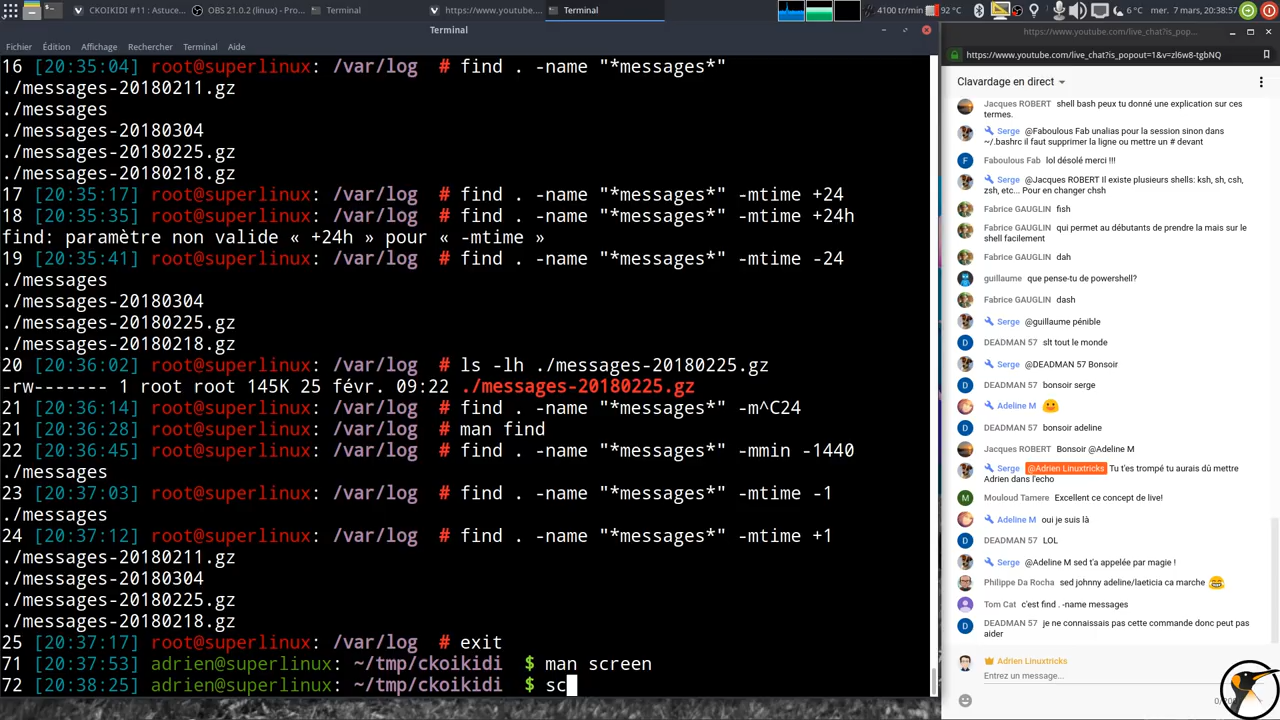 CKOIKIDI #11 : Astuce...
OBS 21.0.2 (linux) - Pro...
Terminal
https://www.youtube....
Terminal
4100 tr/min
92 °C
6 °C
mer. 7 mars, 20:38:57
Terminal
Fichier Édition Affichage Rechercher Terminal Aide
16 [20:35:04] root@superlinux: /var/log # find . -name "*messages*"
./messages-20180211.gz
./messages
./messages-20180304
./messages-20180225.gz
./messages-20180218.gz
17 [20:35:17] root@superlinux: /var/log # find . -name "*messages*" -mtime +24
18 [20:35:35] root@superlinux: /var/log # find . -name "*messages*" -mtime +24h
find: paramètre non valide « +24h » pour « -mtime »
19 [20:35:41] root@superlinux: /var/log # find . -name "*messages*" -mtime -24
./messages
./messages-20180304
./messages-20180225.gz
./messages-20180218.gz
20 [20:36:02] root@superlinux: /var/log # ls -lh ./messages-20180225.gz
-rw------- 1 root root 145K 25 févr. 09:22 ./messages-20180225.gz
21 [20:36:14] root@superlinux: /var/log # find . -name "*messages*" -m^C24
21 [20:36:28] root@superlinux: /var/log # man find
22 [20:36:45] root@superlinux: /var/log # find . -name "*messages*" -mmin -1440
./messages
23 [20:37:03] root@superlinux: /var/log # find . -name "*messages*" -mtime -1
./messages
24 [20:37:12] root@superlinux: /var/log # find . -name "*messages*" -mtime +1
./messages-20180211.gz
./messages-20180304
./messages-20180225.gz
./messages-20180218.gz
25 [20:37:17] root@superlinux: /var/log # exit
71 [20:37:53] adrien@superlinux: ~/tmp/ckoikidi $ man screen
72 [20:38:25] adrien@superlinux: ~/tmp/ckoikidi $ sc
https://www.youtube.com/live_chat?is_pop...
https://www.youtube.com/live_chat?is_popout=1&v=zl6w8-tgbNQ
Clavardage en direct
Jacques ROBERT shell bash peux tu donné une explication sur ces
termes.
Serge @Faboulous Fab unalias pour la session sinon dans
~/.bashrc il faut supprimer la ligne ou mettre un # devant
F Faboulous Fab lol désolé merci !!!
Serge @Jacques ROBERT Il existe plusieurs shells: ksh, sh, csh,
zsh, etc... Pour en changer chsh
Fabrice GAUGLIN fish
Fabrice GAUGLIN qui permet au débutants de prendre la mais sur le
shell facilement
Fabrice GAUGLIN dah
guillaume que pense-tu de powershell?
Fabrice GAUGLIN dash
Serge @guillaume pénible
D DEADMAN 57 slt tout le monde
Serge @DEADMAN 57 Bonsoir
D DEADMAN 57 bonsoir serge
Adeline M
D DEADMAN 57 bonsoir adeline
Jacques ROBERT Bonsoir @Adeline M
Serge @Adrien Linuxtricks Tu t'es trompé tu aurais dû mettre
Adrien dans l'echo
M Mouloud Tamere Excellent ce concept de live!
Adeline M oui je suis là
D DEADMAN 57 LOL
Serge @Adeline M sed t'a appelée par magie !
Philippe Da Rocha sed johnny adeline/laeticia ca marche
Tom Cat c'est find . -name messages
D DEADMAN 57 je ne connaissais pas cette commande donc peut pas
aider
Adrien Linuxtricks
Entrez un message...